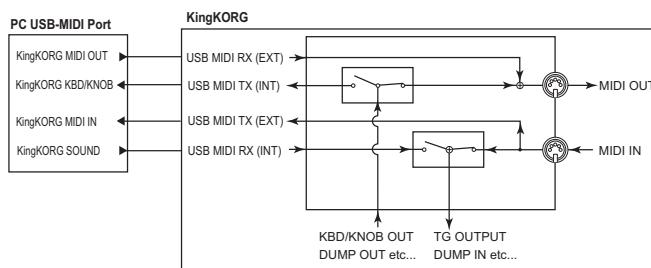 PC USB-MIDI Port
KingKORG
KingKORG MIDI OUT
USB MIDI RX (EXT)
KingKORG KBD/KNOB
USB MIDI TX (INT)
MIDI OUT
KingKORG MIDI IN
USB MIDI TX (EXT)
KingKORG SOUND
USB MIDI RX (INT)
MIDI IN
KBD/KNOB OUT
DUMP OUT etc...
TG OUTPUT
DUMP IN etc...